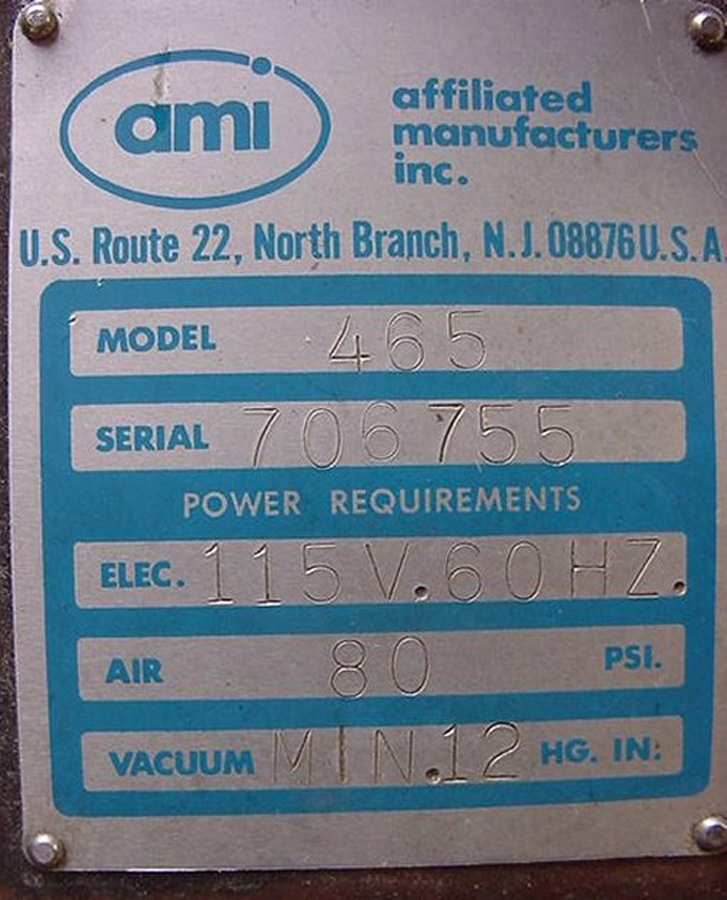 ami
affiliated
manufacturers
inc.
U.S. Route 22, North Branch, N.J. 08876 U.S.A.
MODEL 465
SERIAL 706755
POWER REQUIREMENTS
ELEC. 115V.60HZ.
AIR 80 PSI.
VACUUM MIN.12 HG. IN: